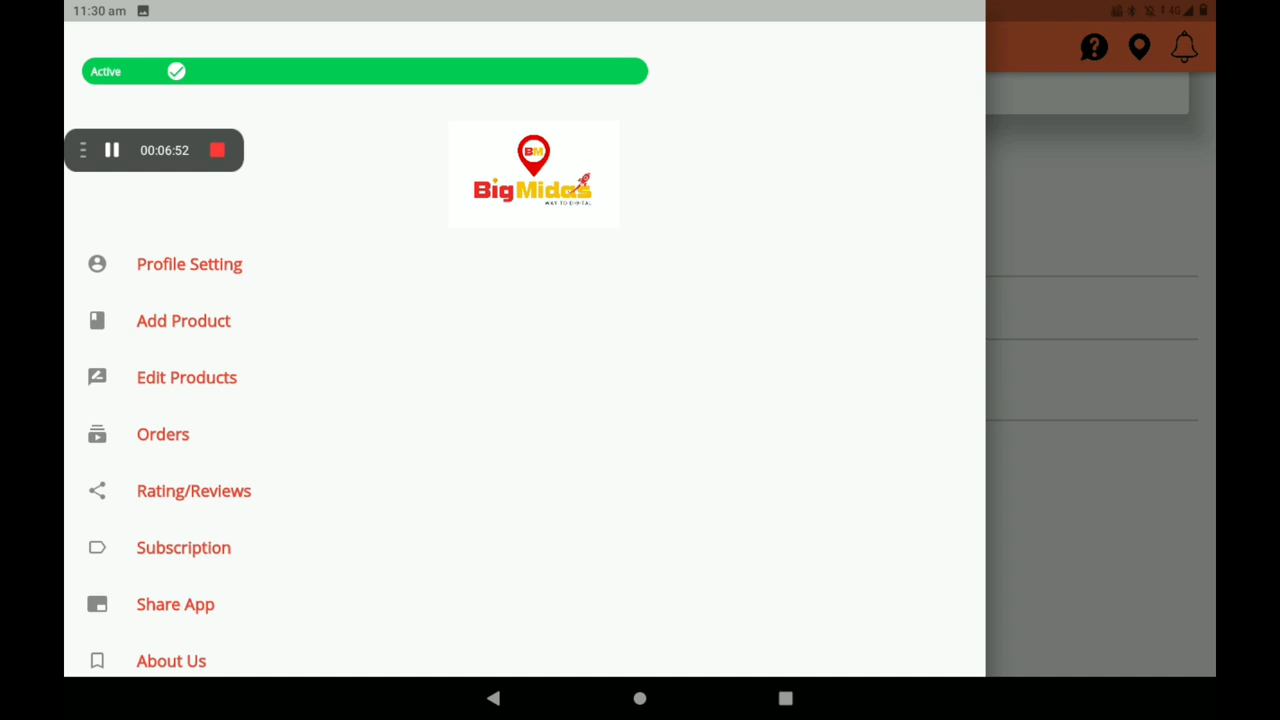 11:30 am
4G
Active
00:06:52
BM
BigMidas
WAY TO DIGITAL
Profile Setting
Add Product
Edit Products
Orders
Rating/Reviews
Subscription
Share App
About Us